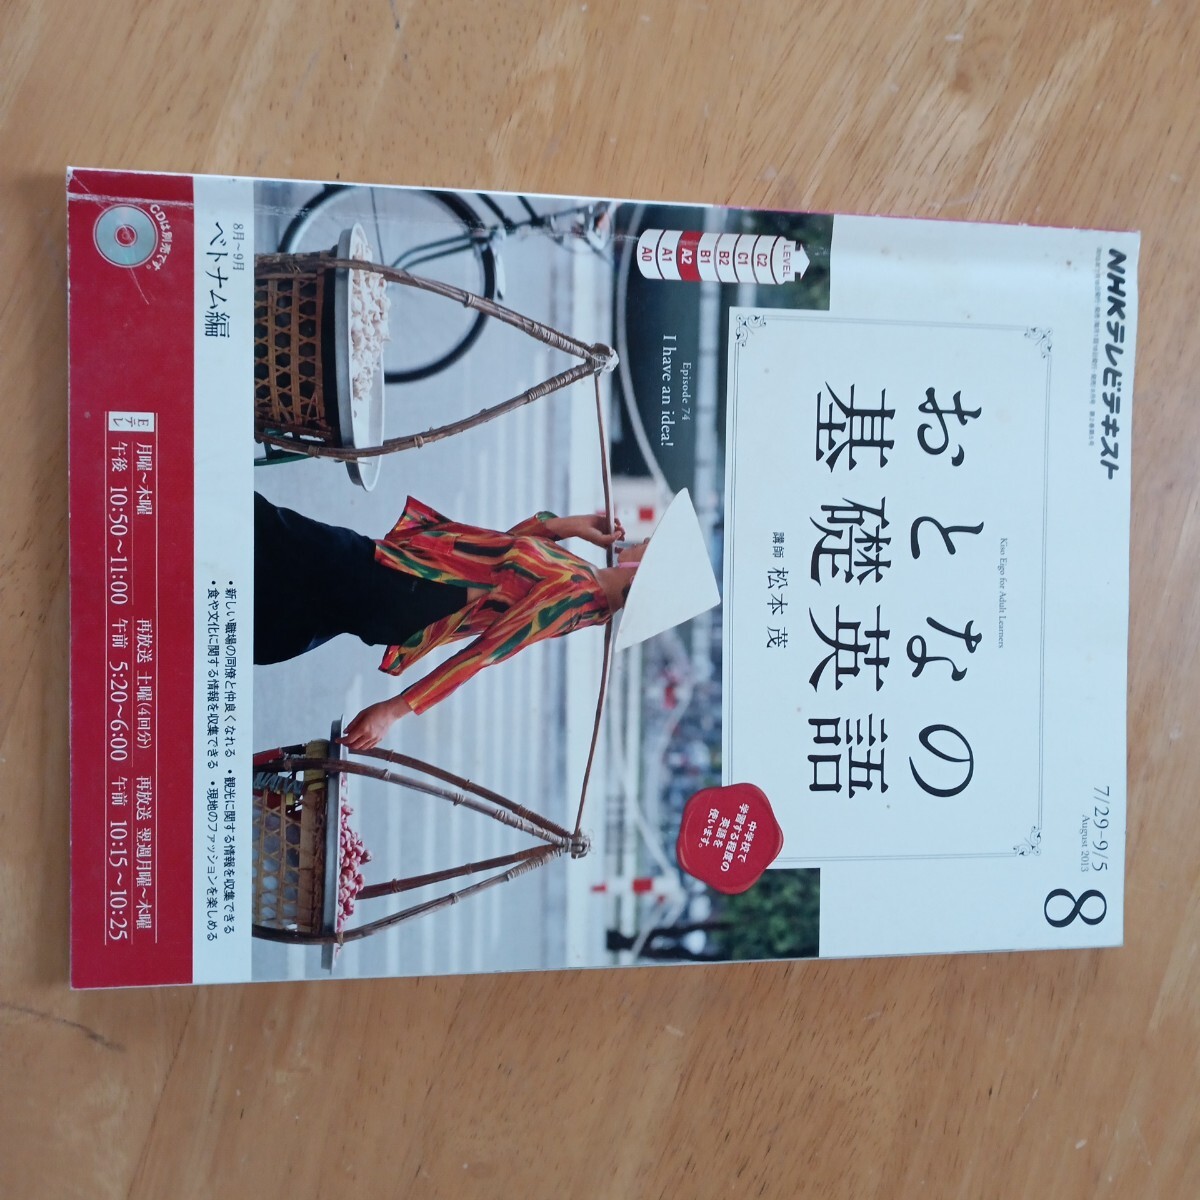 NHKテレビテキスト
7/29-9/5
August 2013
8
Kiso Eigo for Adult Learners
おとなの
基礎英語
講師 松本 茂
LEVEL
C2
C1
B2
B1
A2
A1
A0
中学校で
学習する程度の
英語を
使います。
Episode 74
I have an idea!
8月〜9月
ベトナム編
・新しい職場の同僚と仲良くなれる ・観光に関する情報を収集できる
・食や文化に関する情報を収集できる ・現地のファッションを楽しめる
CDは別売です。
Eテレ
月曜〜木曜
午後 10:50〜11:00
再放送 土曜(4回分)
午前 5:20〜6:00
再放送 翌週月曜〜木曜
午前 10:15〜10:25